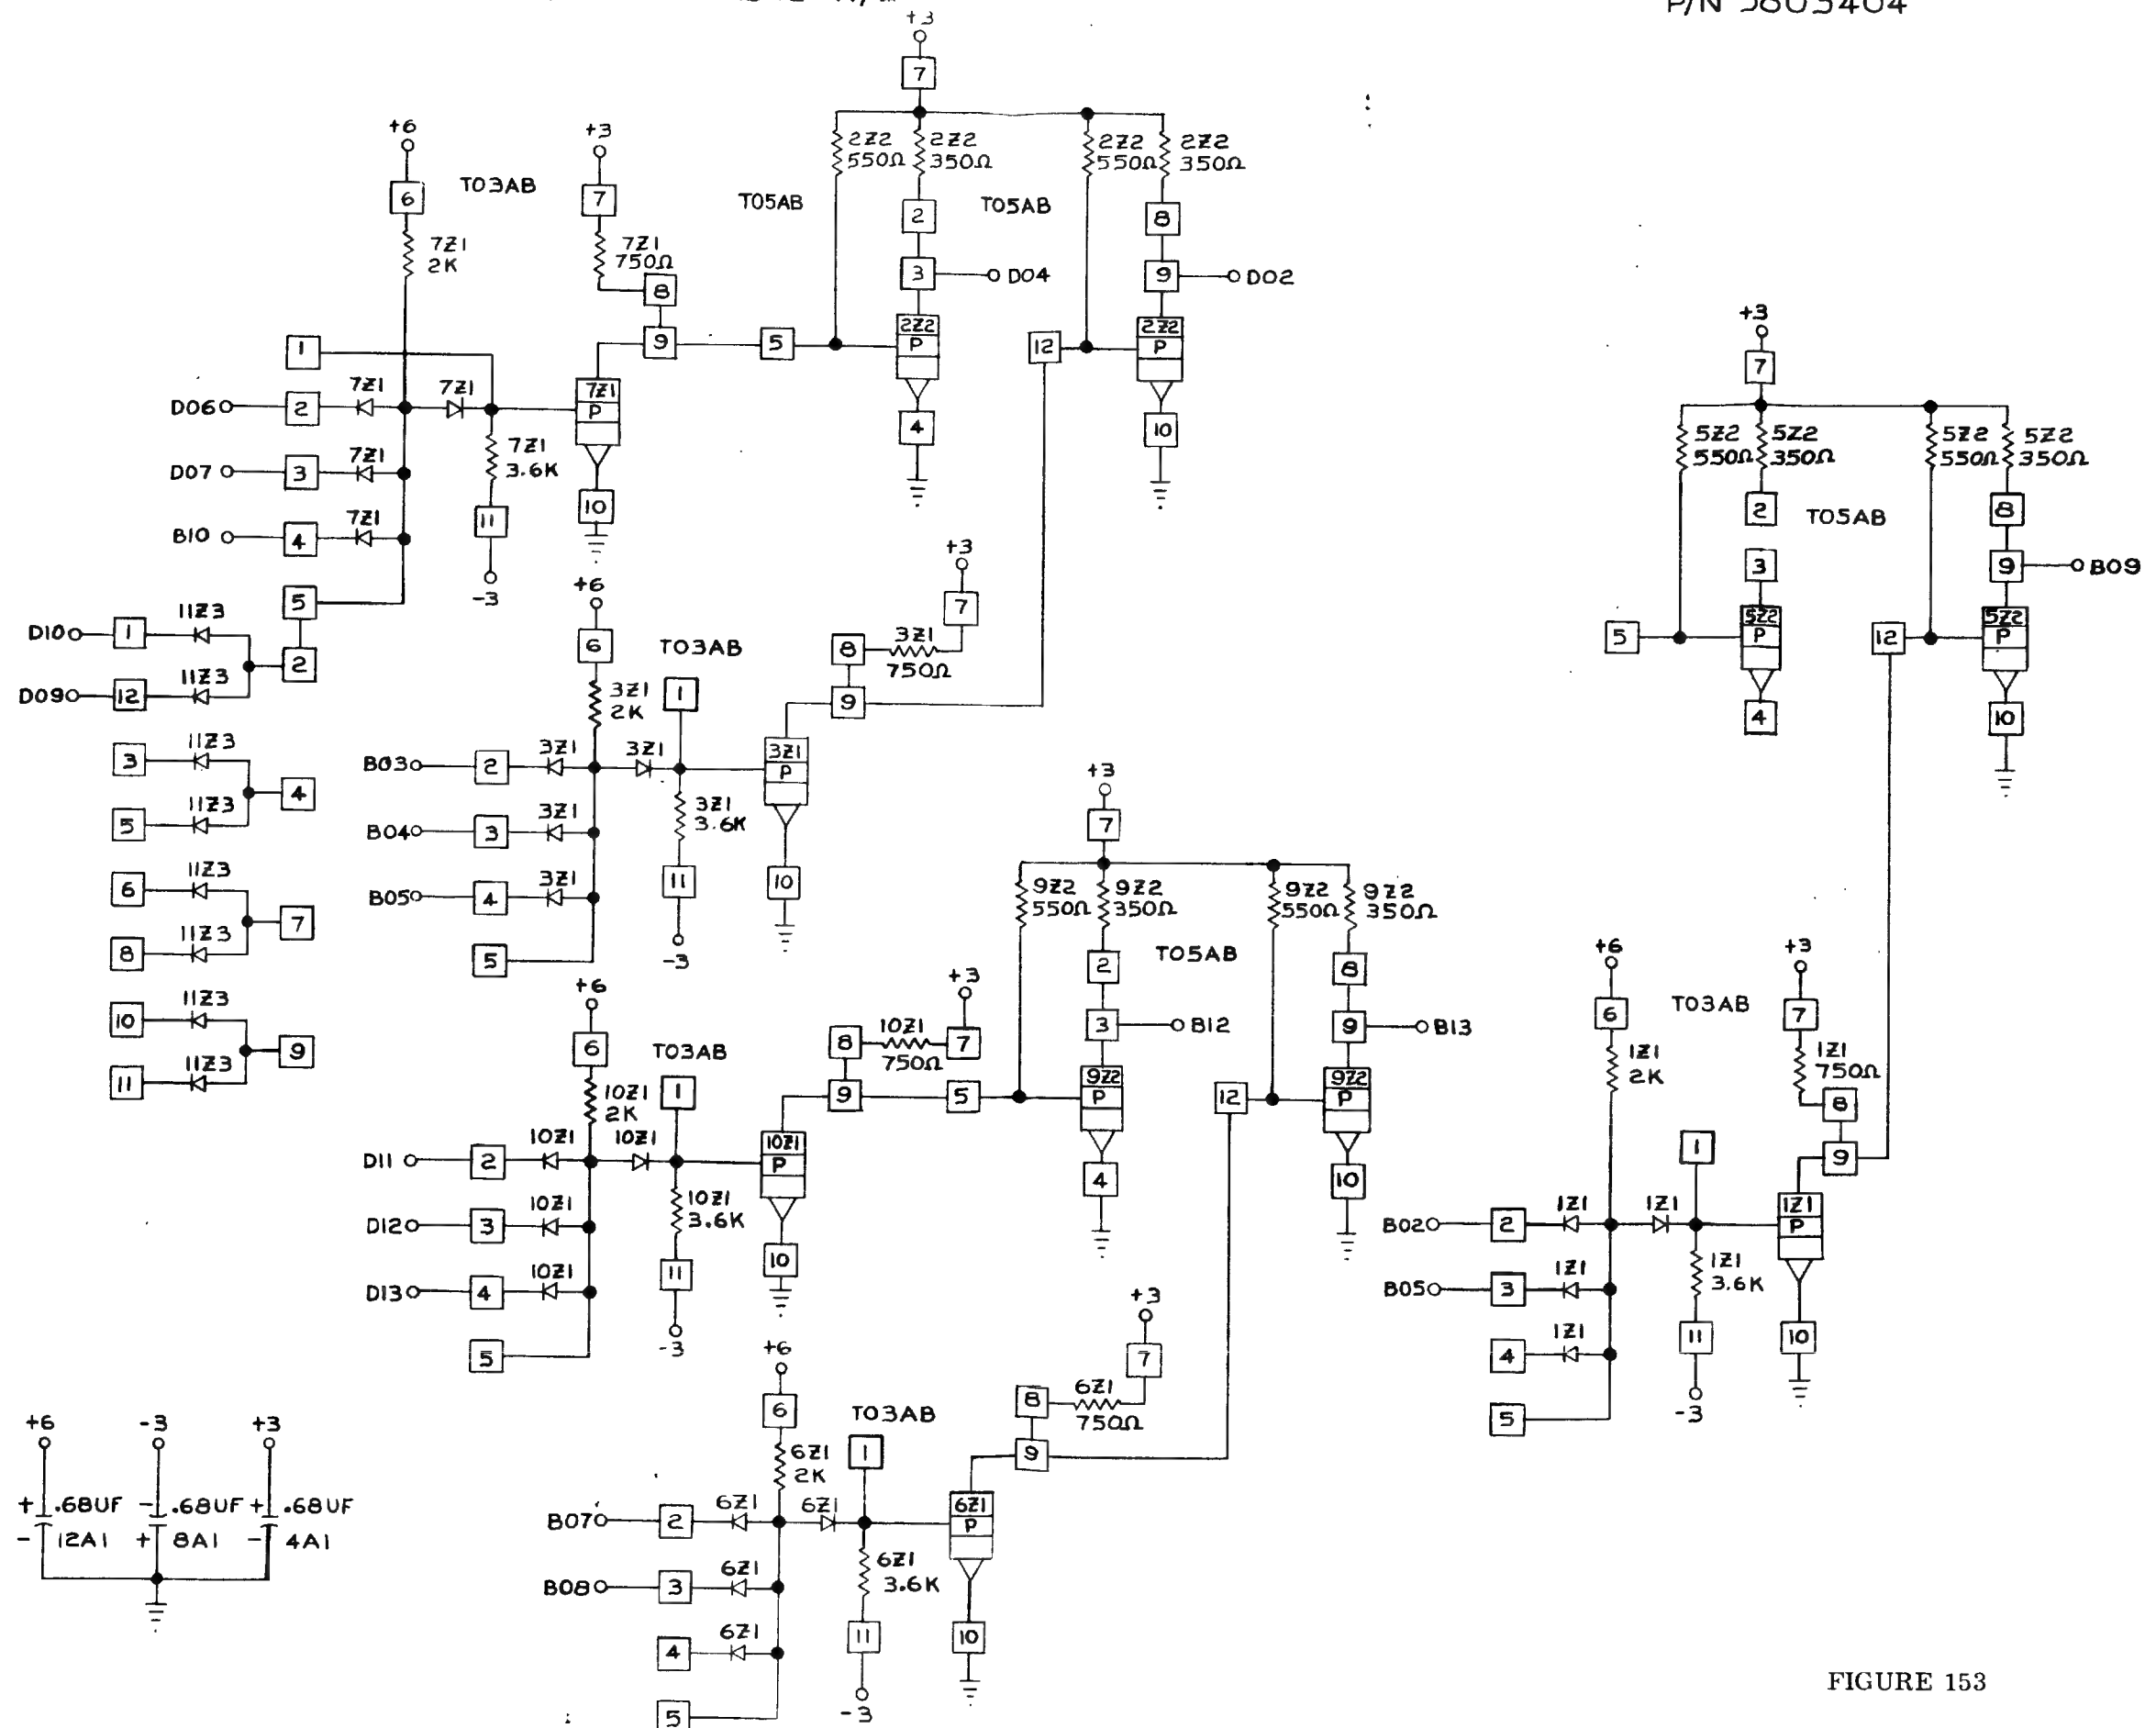 P/N 5803404
+3
7
2Z2 550Ω
2Z2 350Ω
2Z2 550Ω
2Z2 350Ω
T05AB
2
T05AB
8
3
D04
9
D02
5
2Z2
P
12
2Z2
P
4
10
+6
6
T03AB
7Z1
2K
+3
7
7Z1
750Ω
8
9
1
D06
2
7Z1
7Z1
7Z1
P
D07
3
7Z1
7Z1
3.6K
B10
4
7Z1
11
10
-3
5
D10
1
11Z3
2
D09
12
11Z3
3
11Z3
4
5
11Z3
6
11Z3
7
8
11Z3
10
11Z3
9
11
11Z3
+6
6
T03AB
3Z1
2K
1
+3
7
8
3Z1
750Ω
9
B03
2
3Z1
3Z1
3Z1
P
B04
3
3Z1
3Z1
3.6K
B05
4
3Z1
11
10
5
-3
+6
6
T03AB
10Z1
2K
1
+3
8
10Z1
750Ω
7
9
5
D11
2
10Z1
10Z1
10Z1
P
D12
3
10Z1
10Z1
3.6K
D13
4
10Z1
11
10
5
-3
+3
7
9Z2
550Ω
9Z2
350Ω
9Z2
550Ω
9Z2
350Ω
2
T05AB
8
3
B12
9
B13
9Z2
P
12
9Z2
P
4
10
+6
6
T03AB
6Z1
2K
1
+3
7
8
6Z1
750Ω
9
B07
2
6Z1
6Z1
6Z1
P
B08
3
6Z1
6Z1
3.6K
4
6Z1
11
10
5
-3
+3
7
5Z2
550Ω
5Z2
350Ω
5Z2
550Ω
5Z2
350Ω
2
T05AB
8
3
9
B09
5
5Z2
P
12
5Z2
P
4
10
+6
6
T03AB
1Z1
2K
+3
7
1Z1
750Ω
8
1
9
B02
2
1Z1
1Z1
1Z1
P
B05
3
1Z1
1Z1
3.6K
4
1Z1
11
10
5
-3
+6
-3
+3
+ .68UF
- .68UF
+ .68UF
- 12A1
+ 8A1
- 4A1
FIGURE 153